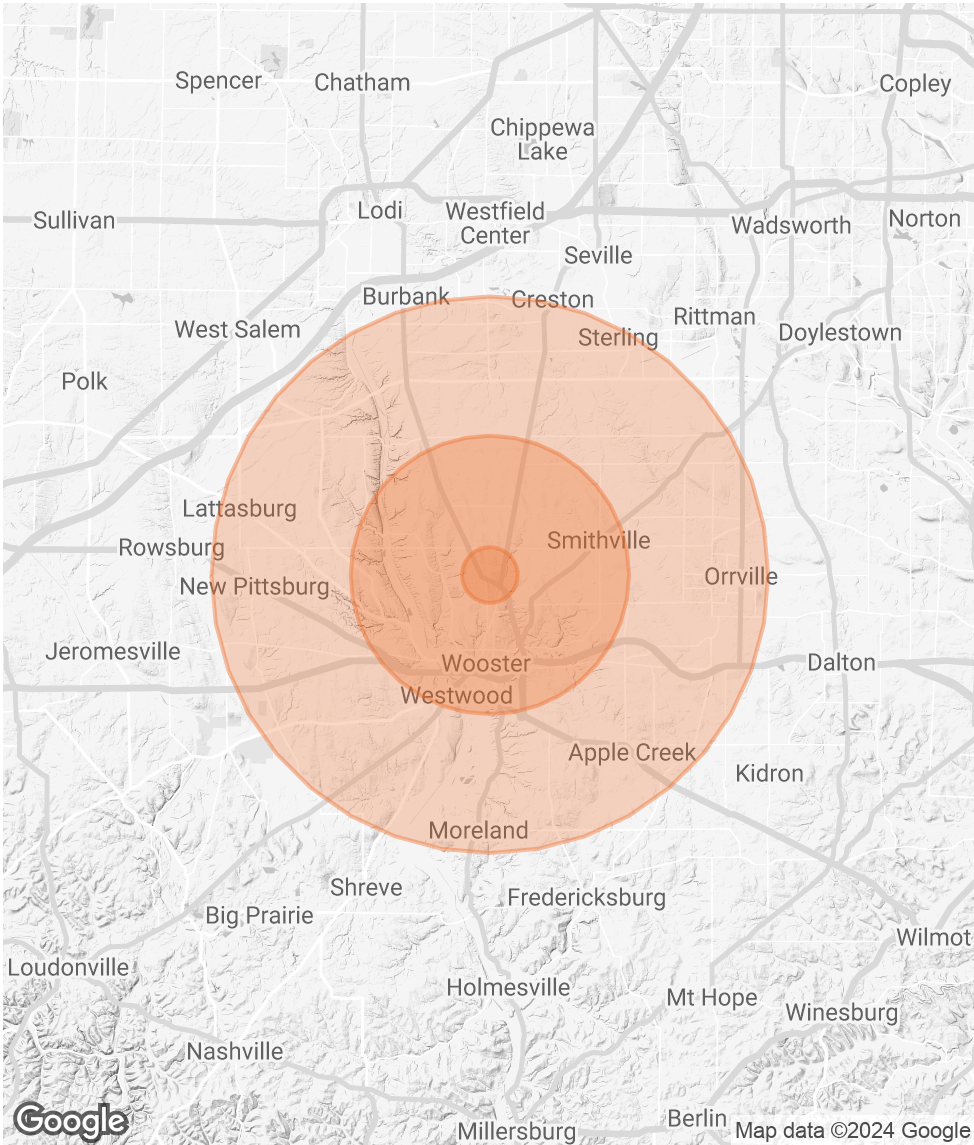 Spencer
Chatham
Copley
Chippewa
Lake
Sullivan
Lodi
Westfield
Center
Wadsworth
Norton
Seville
Burbank
Creston
West Salem
Sterling
Rittman
Doylestown
Polk
Lattasburg
Rowsburg
Smithville
New Pittsburg
Orrville
Jeromesville
Wooster
Dalton
Westwood
Apple Creek
Kidron
Moreland
Shreve
Fredericksburg
Big Prairie
Wilmot
Loudonville
Holmesville
Mt Hope
Winesburg
Nashville
Google
Millersburg
Berlin
Map data ©2024 Google